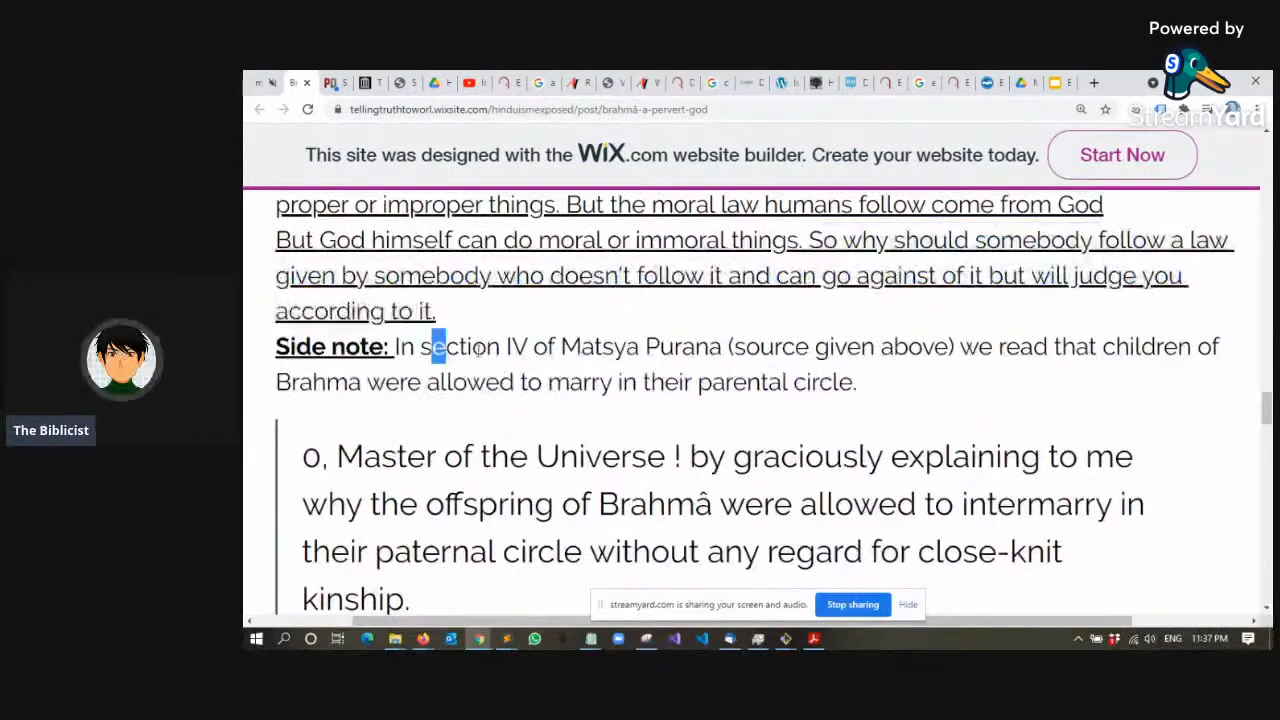 Powered by
StreamYard
tellingtruthtoworl.wixsite.com/hinduismexposed/post/brahmā-a-pervert-god
This site was designed with the WiX.com website builder. Create your website today.
Start Now
proper or improper things. But the moral law humans follow come from God
But God himself can do moral or immoral things. So why should somebody follow a law
given by somebody who doesn't follow it and can go against of it but will judge you
according to it.
Side note: In section IV of Matsya Purana (source given above) we read that children of
Brahma were allowed to marry in their parental circle.
The Biblicist
0, Master of the Universe ! by graciously explaining to me
why the offspring of Brahmâ were allowed to intermarry in
their paternal circle without any regard for close-knit
kinship.
streamyard.com is sharing your screen and audio.
Stop sharing
Hide
ENG
11:37 PM